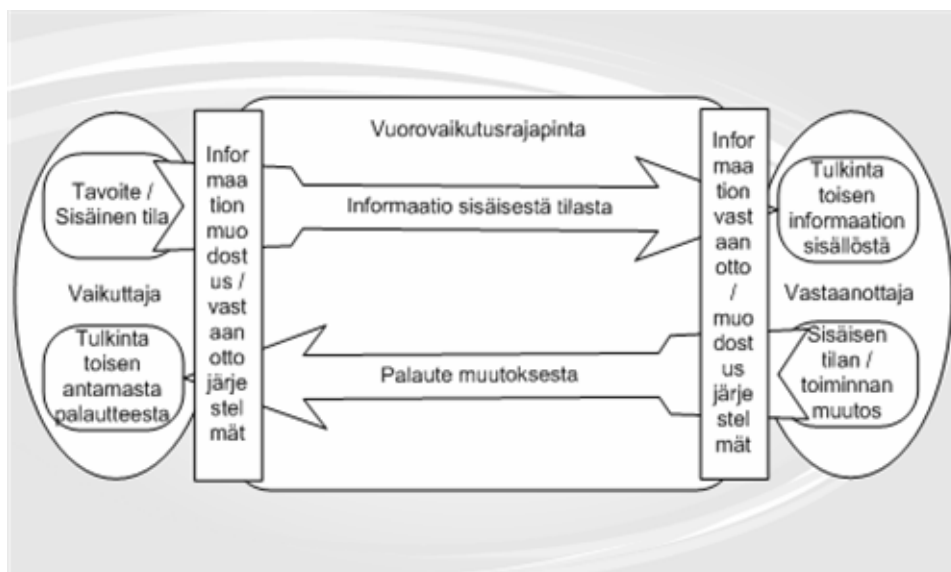 Vuorovaikutusrajapinta
Tavoite /
Sisäinen tila
Vaikuttaja
Tulkinta
toisen
antamasta
palautteesta
Infor
maa
tion
muo
dost
us /
vast
aan
otto
järje
stel
mät
Informaatio sisäisestä tilasta
Palaute muutoksesta
Infor
maa
tion
vast
aan
otto
/
muo
dost
us
järje
stel
mät
Tulkinta
toisen
informaation
sisällöstä
Vastaanottaja
Sisäisen
tilan /
toiminnan
muutos